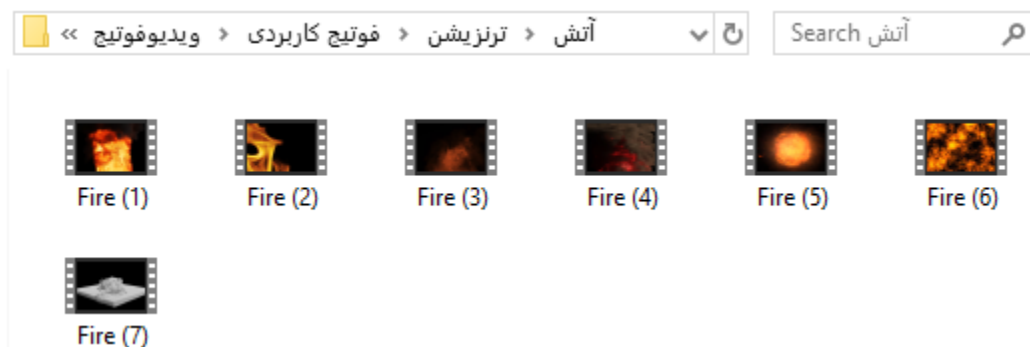 « ویدیوفوتیج › فوتیج کاربردی › ترنزیشن › آتش
Search آتش
Fire (1) Fire (2) Fire (3) Fire (4) Fire (5) Fire (6)
Fire (7)